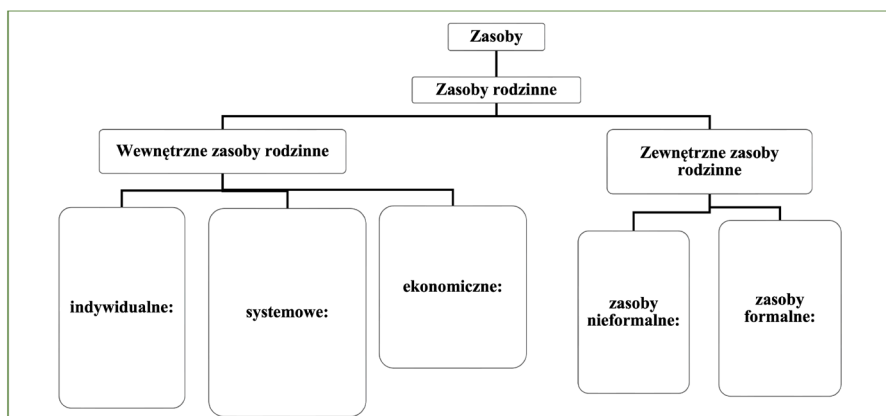 Zasoby
Zasoby rodzinne
Wewnętrzne zasoby rodzinne
Zewnętrzne zasoby
rodzinne
indywidualne:
systemowe:
ekonomiczne:
zasoby
nieformalne:
zasoby
formalne: